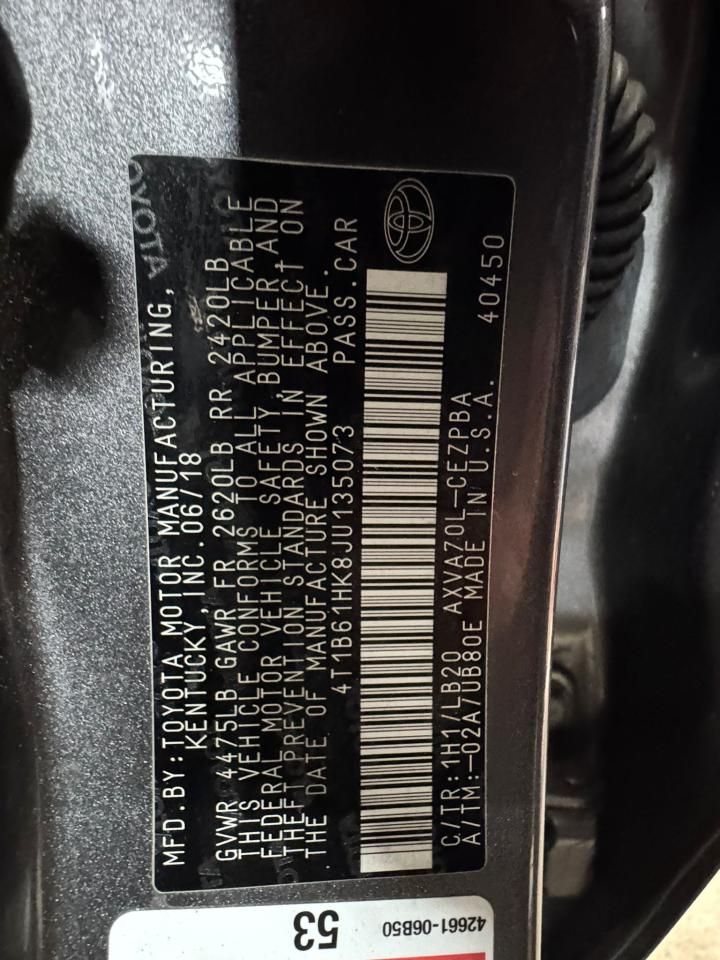 MFD.BY:TOYOTA MOTOR MANUFACTURING,
KENTUCKY, INC. 06/18
GVWR 4475LB GAWR FR 2620LB RR 2420LB
THIS VEHICLE CONFORMS TO ALL APPLICABLE
FEDERAL MOTOR VEHICLE SAFETY, BUMPER, AND
THEFT PREVENTION STANDARDS IN EFFECT ON
THE DATE OF MANUFACTURE SHOWN ABOVE.
4T1B61HK8JU135073 PASS.CAR
C/TR:1H1/LB20 AXVA70L-CEZPBA 40450
A/TM:-02A/UB80E MADE IN U.S.A.
TOYOTA
53
42661-06B50